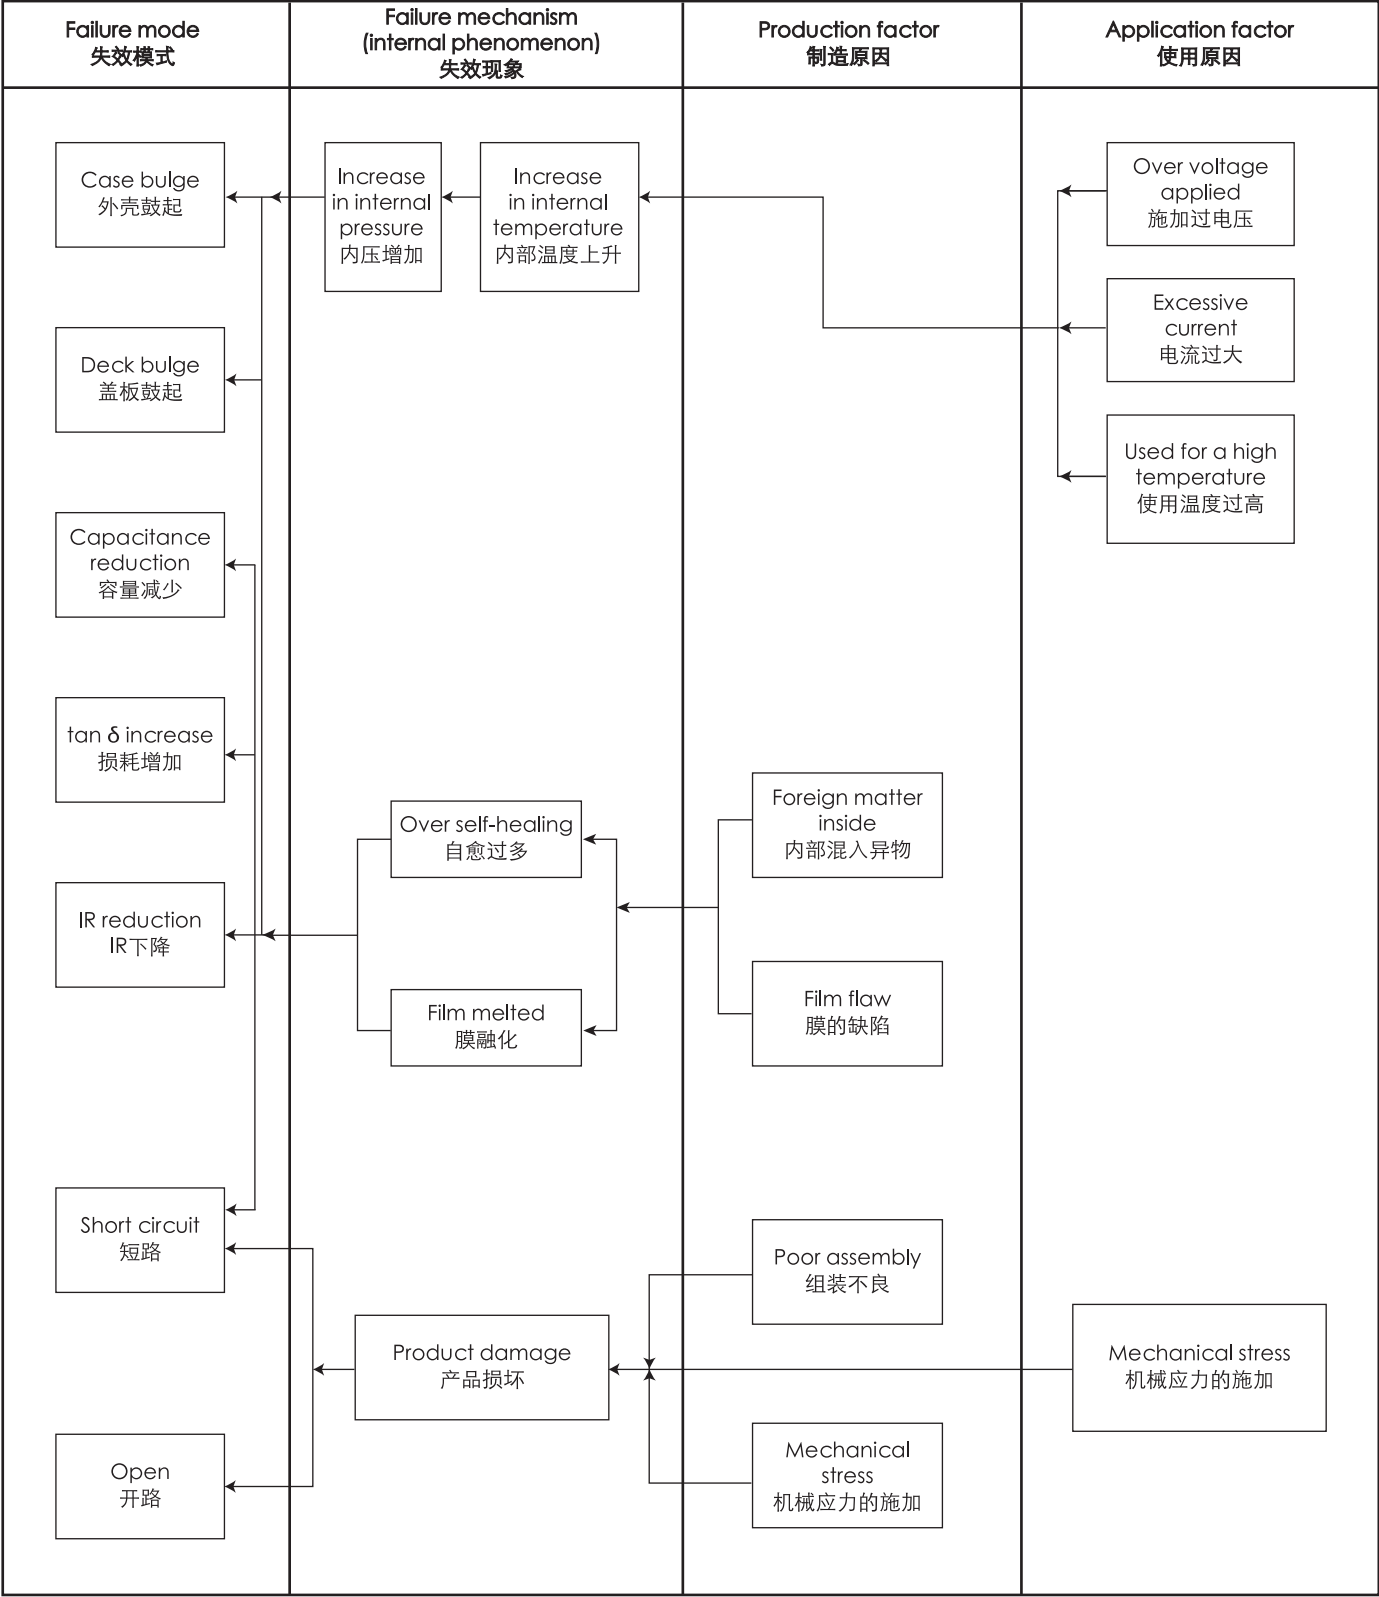 Failure mode
失效模式
Failure mechanism
(internal phenomenon)
失效现象
Production factor
制造原因
Application factor
使用原因
Case bulge
外壳鼓起
Increase
in internal
pressure
内压增加
Increase
in internal
temperature
内部温度上升
Over voltage
applied
施加过电压
Excessive
current
电流过大
Deck bulge
盖板鼓起
Used for a high
temperature
使用温度过高
Capacitance
reduction
容量减少
tan δ increase
损耗增加
Over self-healing
自愈过多
Foreign matter
inside
内部混入异物
IR reduction
IR下降
Film melted
膜融化
Film flaw
膜的缺陷
Short circuit
短路
Poor assembly
组装不良
Product damage
产品损坏
Mechanical stress
机械应力的施加
Open
开路
Mechanical
stress
机械应力的施加